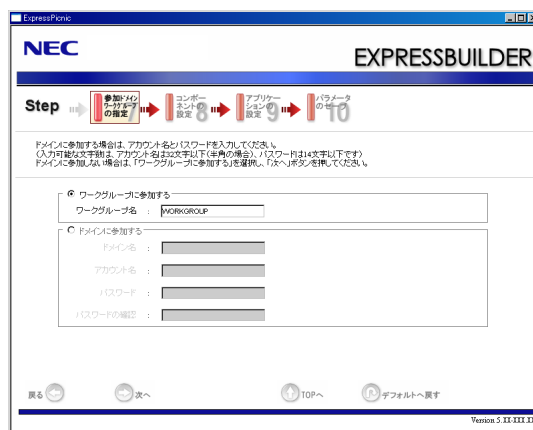 ExpressPicnic
NEC
EXPRESSBUILDER
Step
参加ドメイン
ワークグループ
の指定 7
コンポー
ネントの
設定 8
アプリケー
ションの
設定 9
パラメータ
のセーブ 10
ドメインに参加する場合は、アカウント名とパスワードを入力してください。
(入力可能な文字数は、アカウント名は32文字以下(半角の場合)、パスワードは14文字以下です)
ドメインに参加しない場合は、「ワークグループに参加する」を選択し、「次へ」ボタンを押してください。
ワークグループに参加する
ワークグループ名 : WORKGROUP
ドメインに参加する
ドメイン名 :
アカウント名 :
パスワード :
パスワードの確認 :
戻る
次へ
TOPへ
デフォルトへ戻す